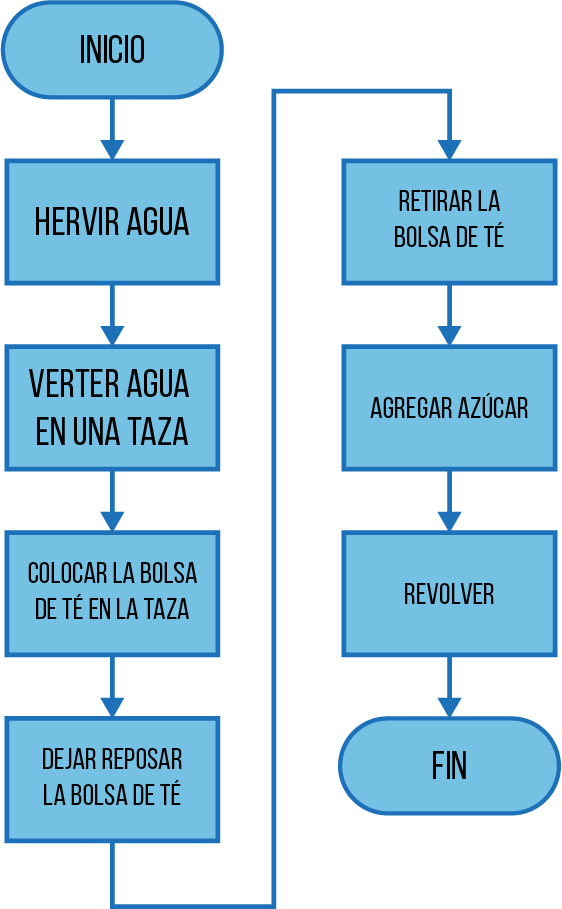 INICIO
HERVIR AGUA
VERTER AGUA
EN UNA TAZA
COLOCAR LA BOLSA
DE TÉ EN LA TAZA
DEJAR REPOSAR
LA BOLSA DE TÉ
RETIRAR LA
BOLSA DE TÉ
AGREGAR AZÚCAR
REVOLVER
FIN